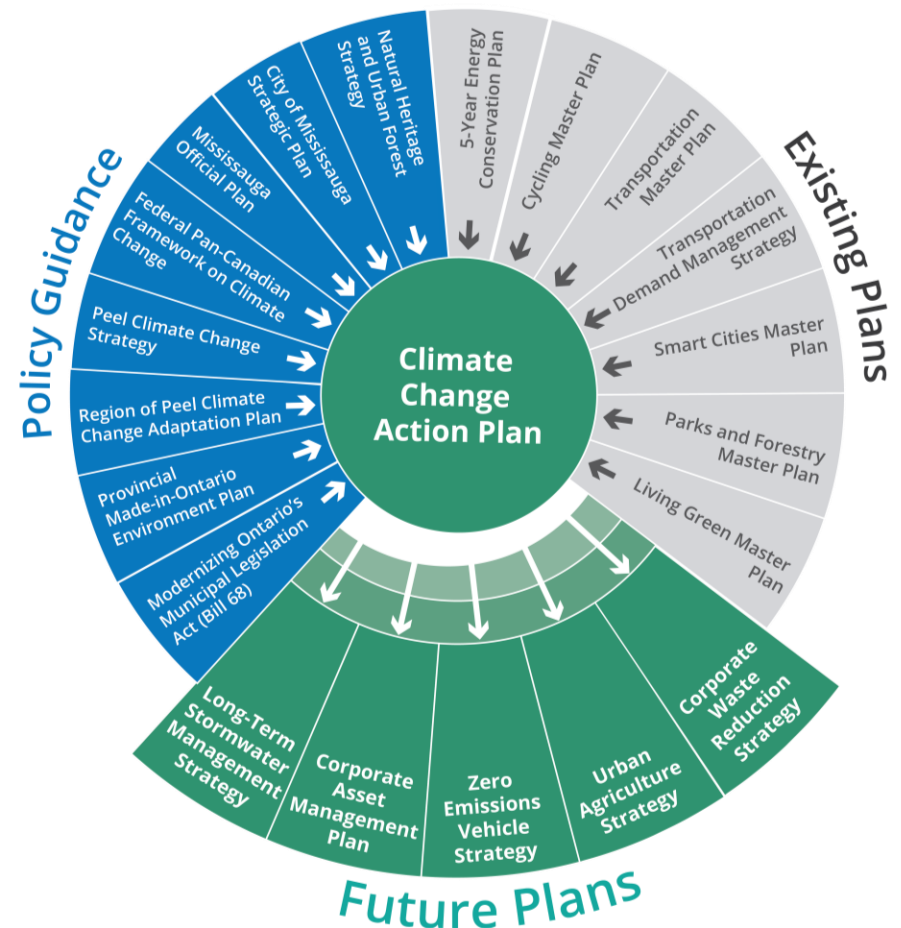 Policy Guidance
Natural Heritage
and Urban Forest
Strategy
City of Mississauga
Strategic Plan
Mississauga
Official Plan
Federal Pan-Canadian
Framework on Climate
Change
Peel Climate Change
Strategy
Region of Peel Climate
Change Adaptation Plan
Provincial
Made-in-Ontario
Environment Plan
Modernizing Ontario's
Municipal Legislation
Act (Bill 68)
Existing Plans
5-Year Energy
Conservation Plan
Cycling Master Plan
Transportation
Master Plan
Transportation
Demand Management
Strategy
Smart Cities Master
Plan
Parks and Forestry
Master Plan
Living Green Master
Plan
Climate
Change
Action Plan
Long-Term
Stormwater
Management
Strategy
Corporate
Asset
Management
Plan
Zero
Emissions
Vehicle
Strategy
Urban
Agriculture
Strategy
Corporate
Waste
Reduction
Strategy
Future Plans